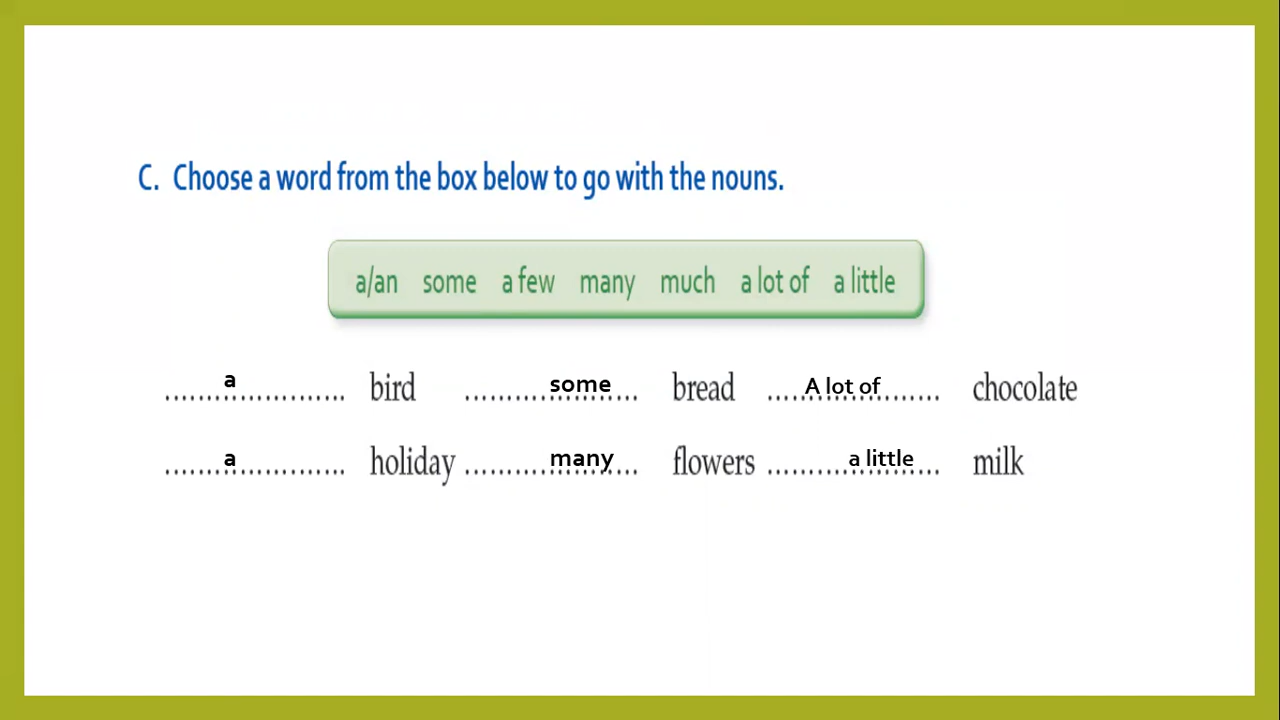 C. Choose a word from the box below to go with the nouns.
a/an some a few many much a lot of a little
a bird some bread A lot of chocolate
a holiday many flowers a little milk